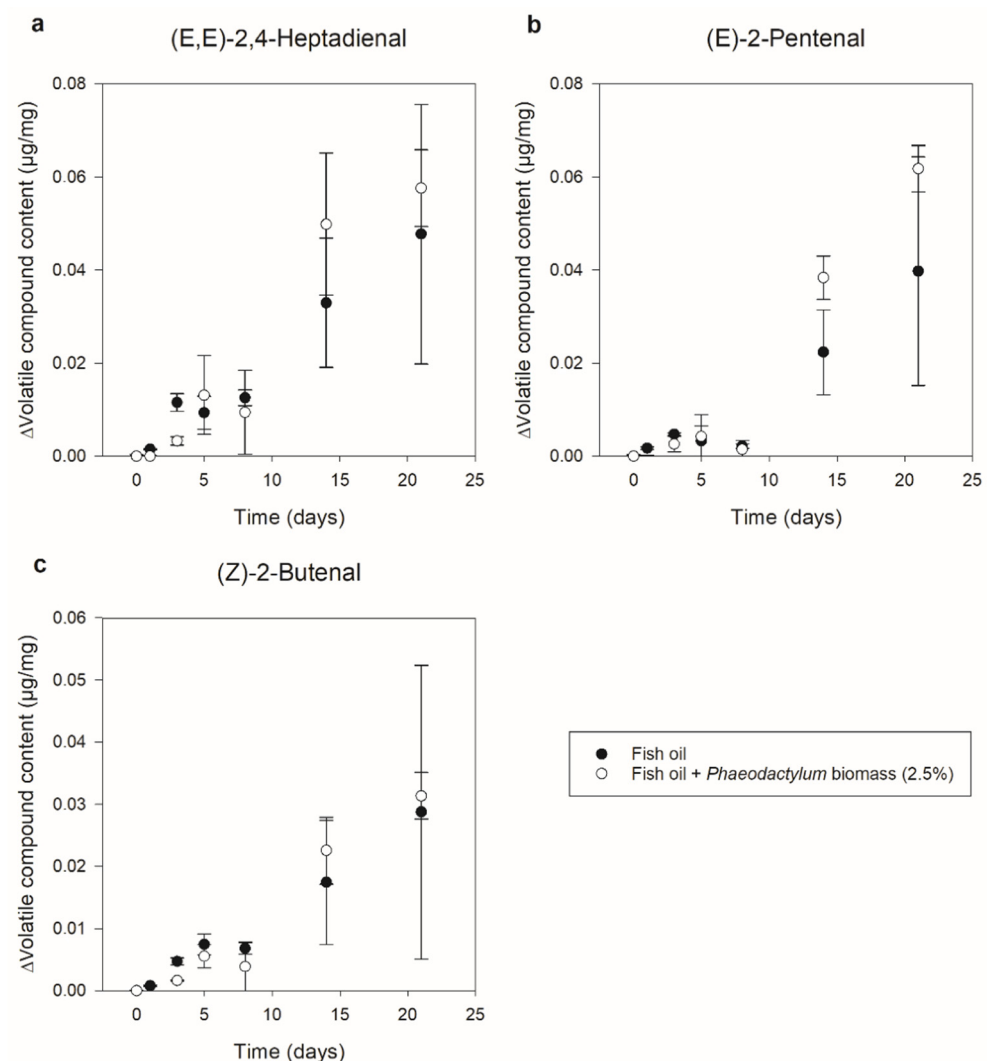 a
(E,E)-2,4-Heptadienal
ΔVolatile compound content (µg/mg)
0.08
0.06
0.04
0.02
0.00
0 5 10 15 20 25
Time (days)
b
(E)-2-Pentenal
ΔVolatile compound content (µg/mg)
0.08
0.06
0.04
0.02
0.00
0 5 10 15 20 25
Time (days)
c
(Z)-2-Butenal
ΔVolatile compound content (µg/mg)
0.06
0.05
0.04
0.03
0.02
0.01
0.00
0 5 10 15 20 25
Time (days)
Fish oil
Fish oil + Phaeodactylum biomass (2.5%)